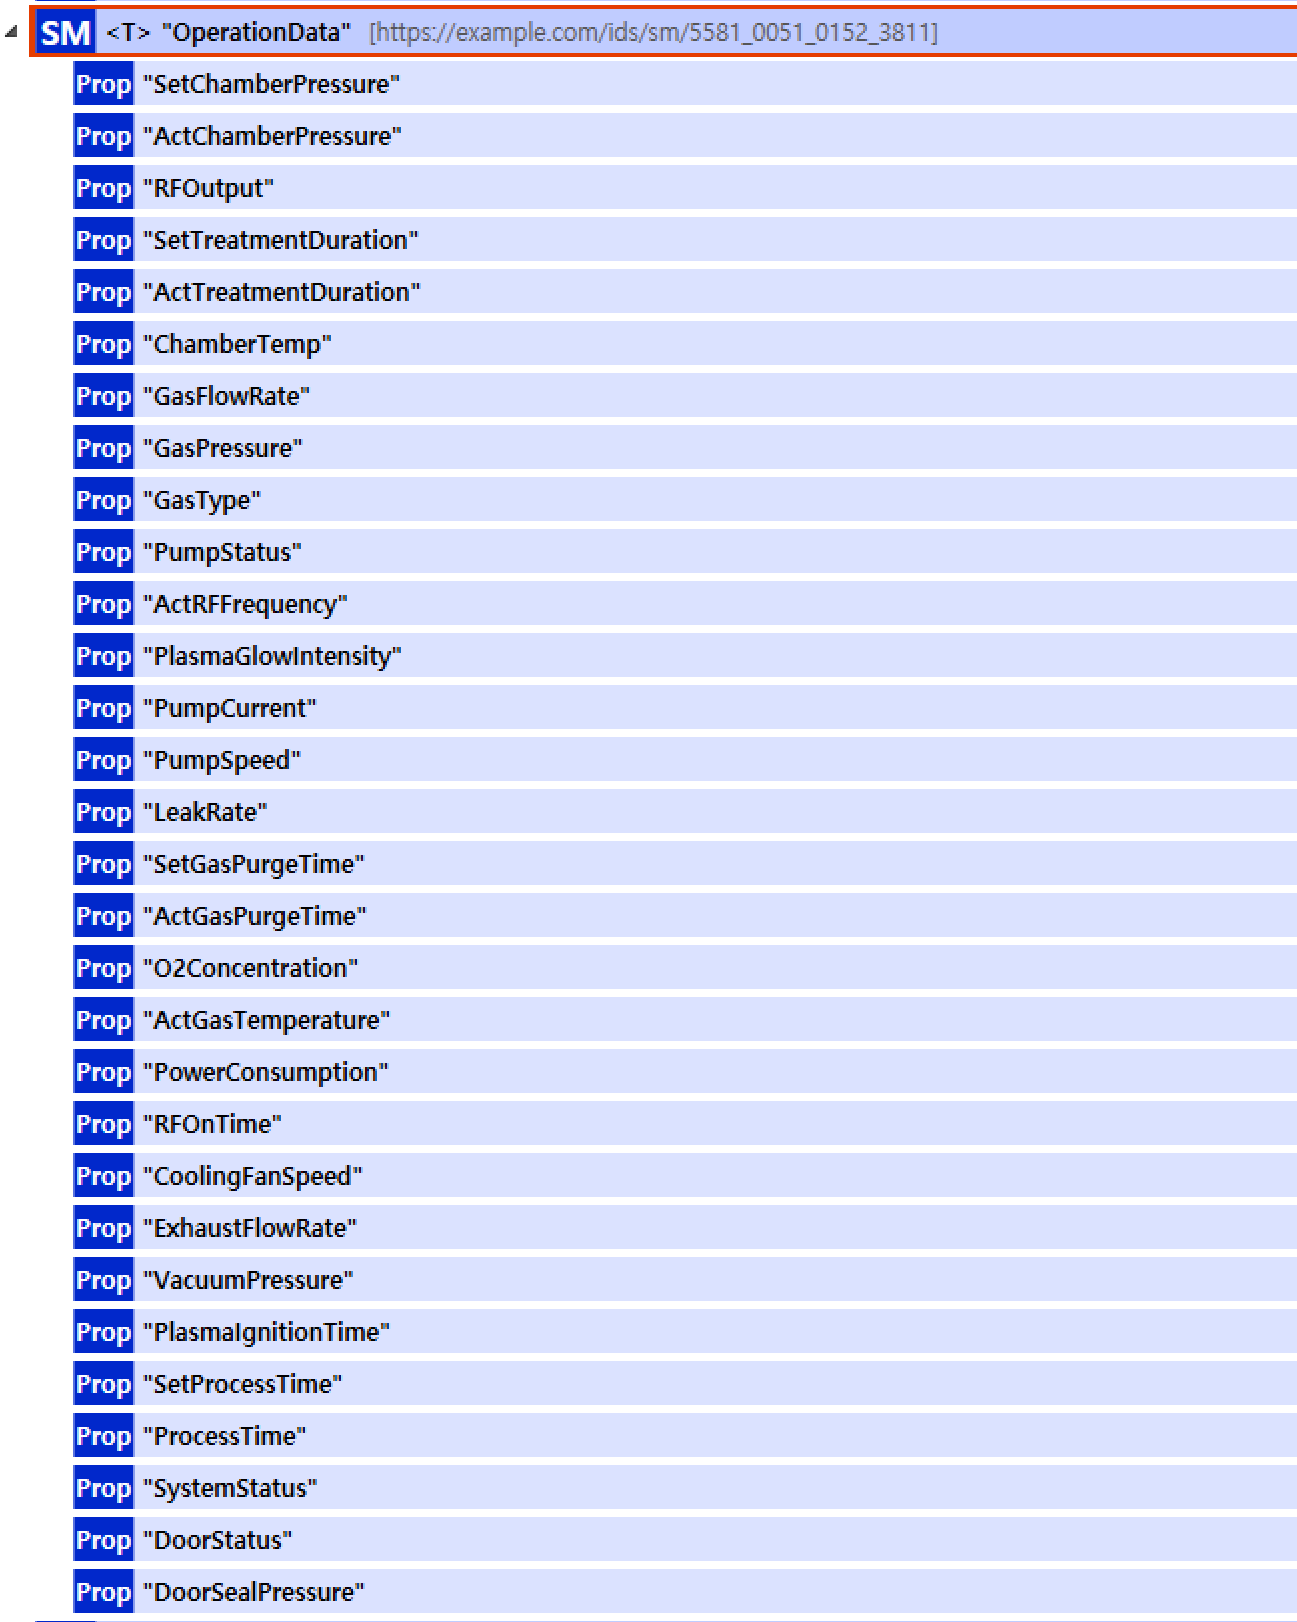 SM <T> "OperationData" [https://example.com/ids/sm/5581_0051_0152_3811]
Prop "SetChamberPressure"
Prop "ActChamberPressure"
Prop "RFOutput"
Prop "SetTreatmentDuration"
Prop "ActTreatmentDuration"
Prop "ChamberTemp"
Prop "GasFlowRate"
Prop "GasPressure"
Prop "GasType"
Prop "PumpStatus"
Prop "ActRFFrequency"
Prop "PlasmaGlowIntensity"
Prop "PumpCurrent"
Prop "PumpSpeed"
Prop "LeakRate"
Prop "SetGasPurgeTime"
Prop "ActGasPurgeTime"
Prop "O2Concentration"
Prop "ActGasTemperature"
Prop "PowerConsumption"
Prop "RFOnTime"
Prop "CoolingFanSpeed"
Prop "ExhaustFlowRate"
Prop "VacuumPressure"
Prop "PlasmaIgnitionTime"
Prop "SetProcessTime"
Prop "ProcessTime"
Prop "SystemStatus"
Prop "DoorStatus"
Prop "DoorSealPressure"